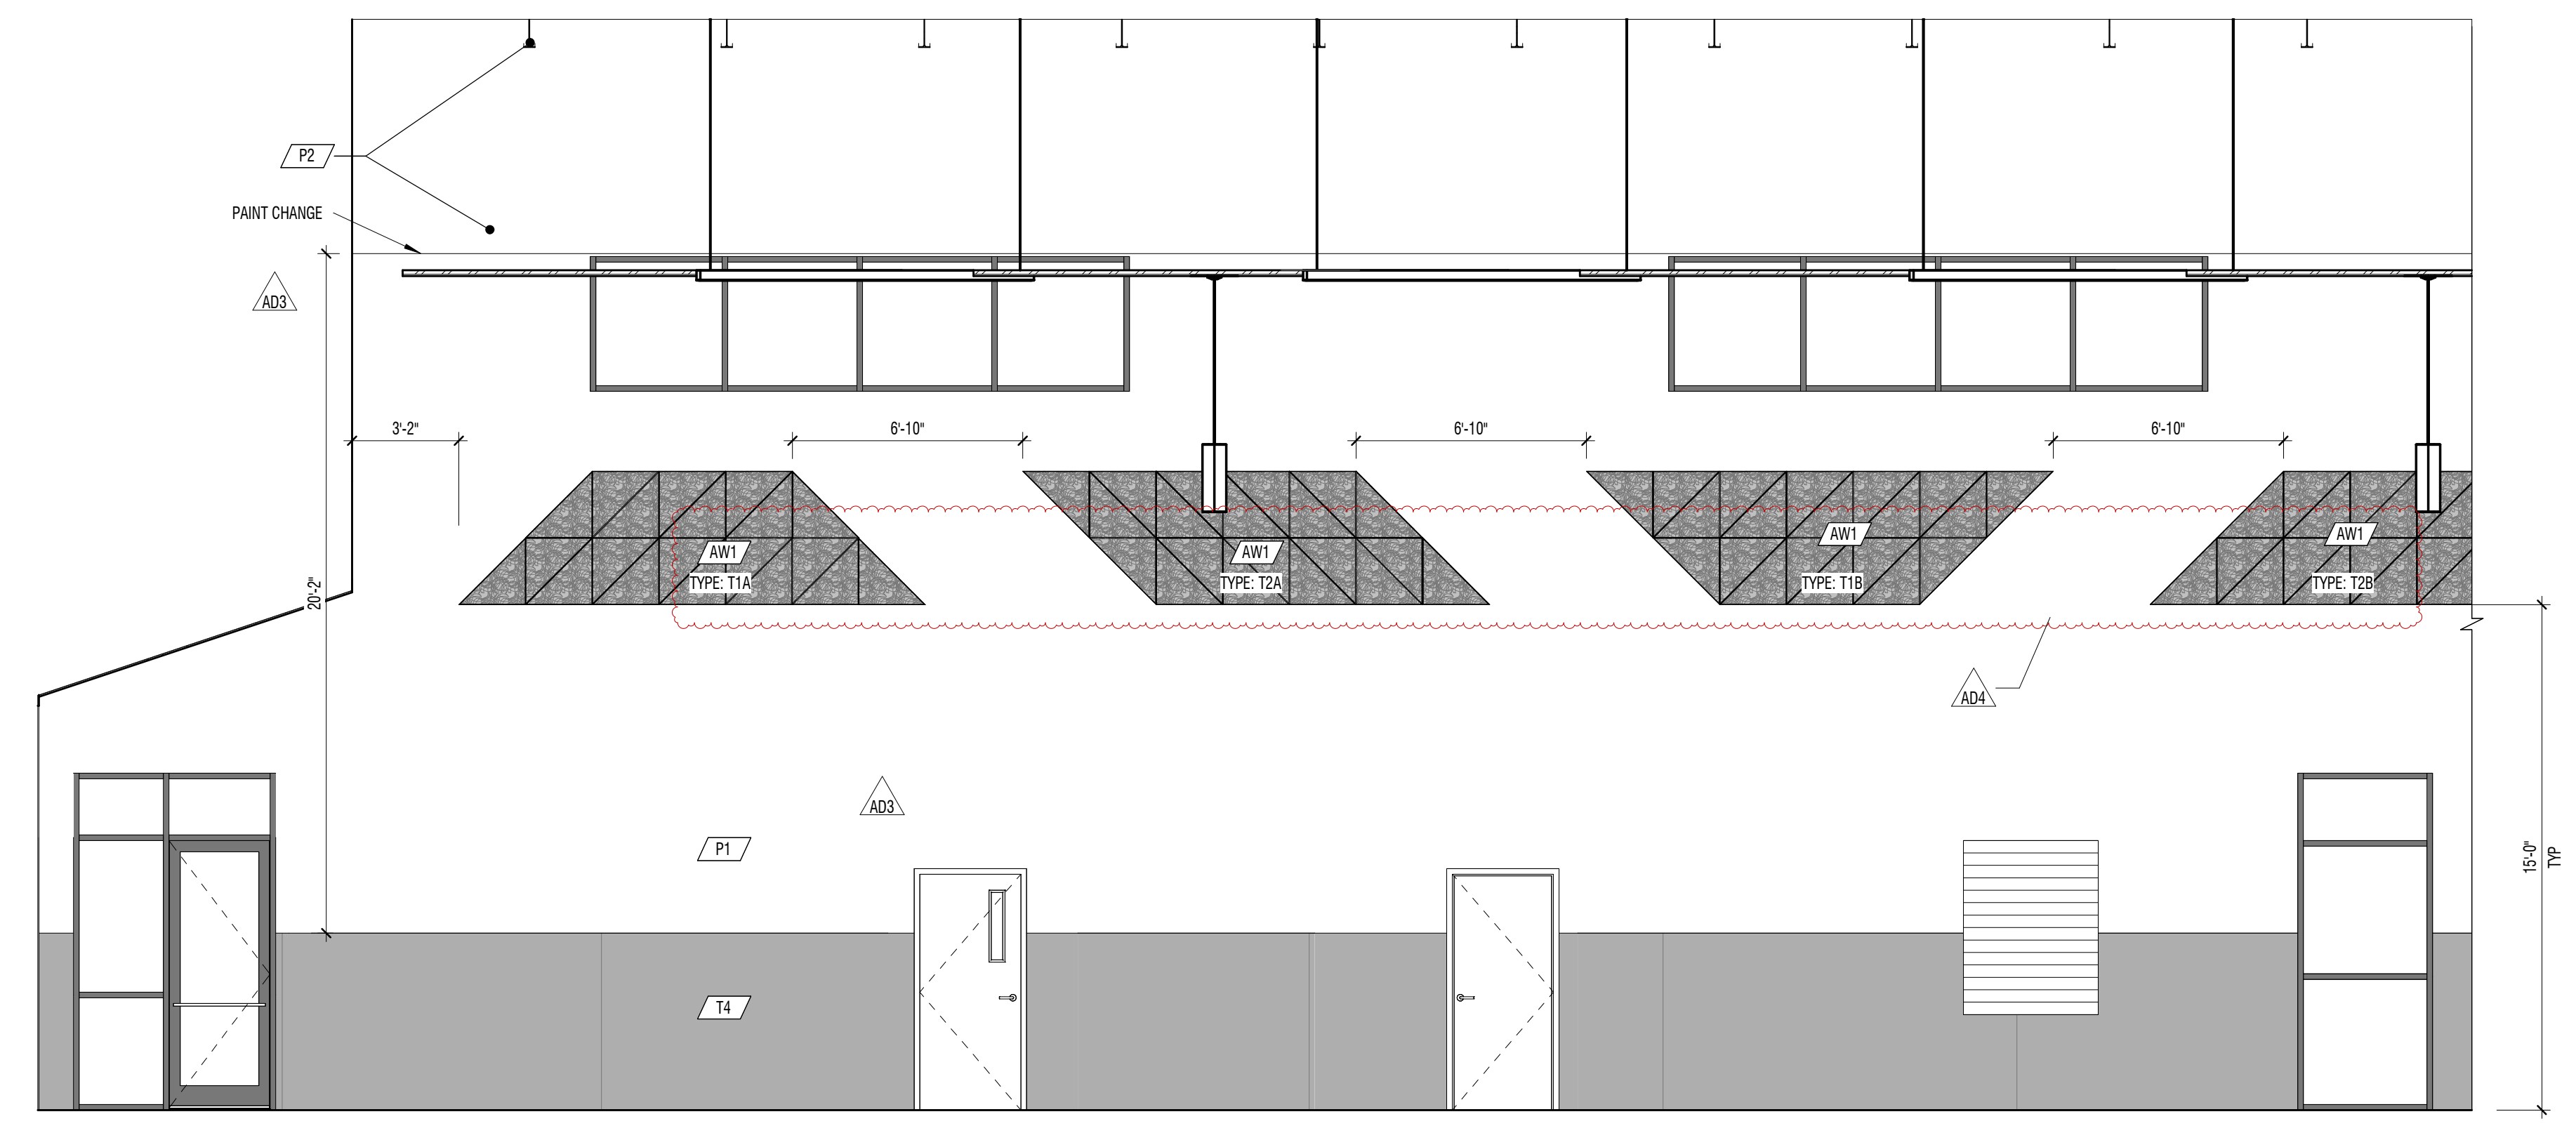 P2
PAINT CHANGE
AD3
3'-2"
6'-10"
6'-10"
6'-10"
20'-2"
AW1
TYPE: T1A
AW1
TYPE: T2A
AW1
TYPE: T1B
AW1
TYPE: T2B
AD4
AD3
P1
15'-0"
TYP
T4